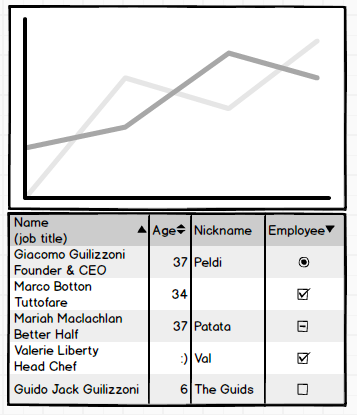 Name
(job title)
Age
Nickname
Employee
Giacomo Guilizzoni
Founder & CEO
37
Peldi
Marco Botton
Tuttofare
34
Mariah Maclachlan
Better Half
37
Patata
Valerie Liberty
Head Chef
:)
Val
Guido Jack Guilizzoni
6
The Guids